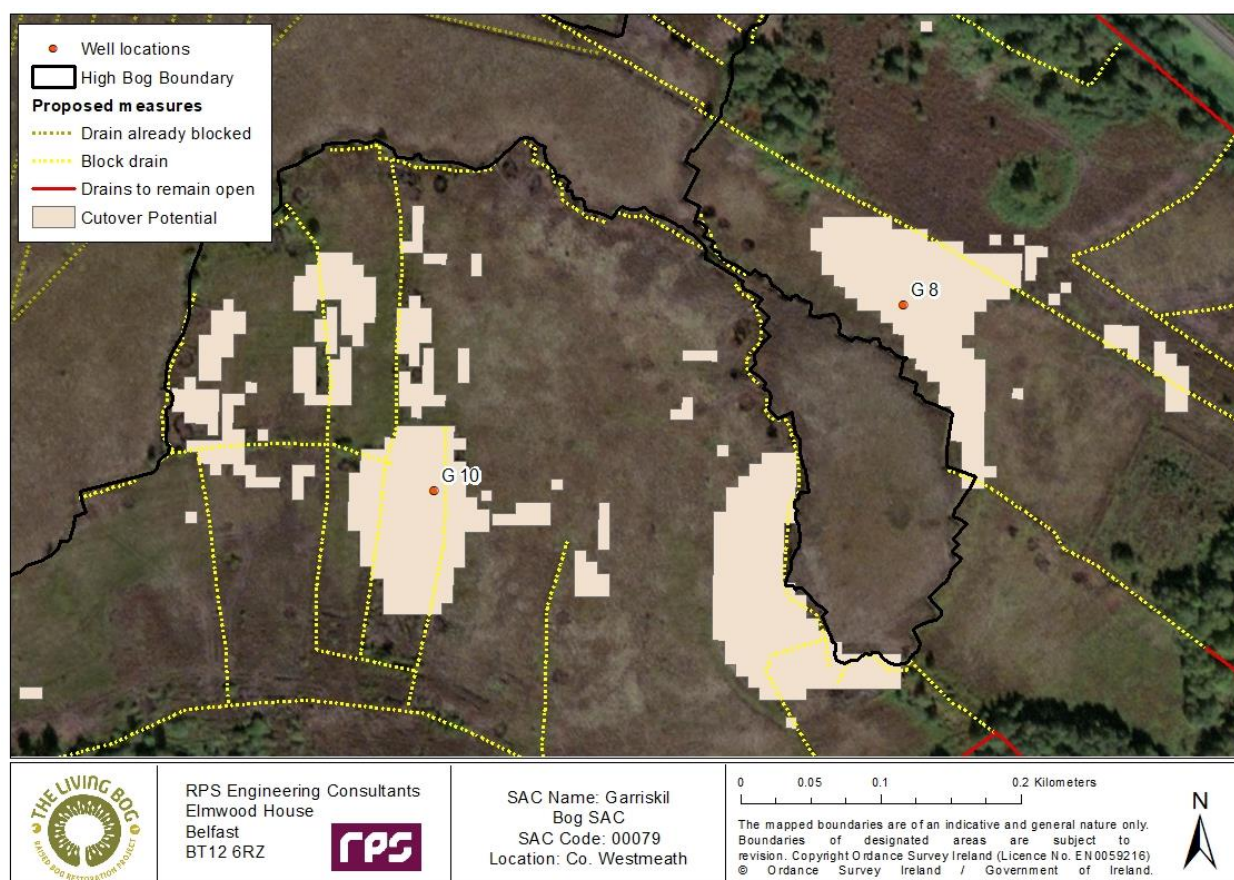 Well locations
High Bog Boundary
Proposed measures
Drain already blocked
Block drain
Drains to remain open
Cutover Potential
G 8
G 10
THE LIVING BOG
RAISED BOG RESTORATION PROJECT
RPS Engineering Consultants
Elmwood House
Belfast
BT12 6RZ
rps
SAC Name: Garriskil
Bog SAC
SAC Code: 00079
Location: Co. Westmeath
0 0.05 0.1 0.2 Kilometers
The mapped boundaries are of an indicative and general nature only.
Boundaries of designated areas are subject to
revision. Copyright Ordance Survey Ireland (Licence No. EN0059216)
© Ordance Survey Ireland / Government of Ireland.
N